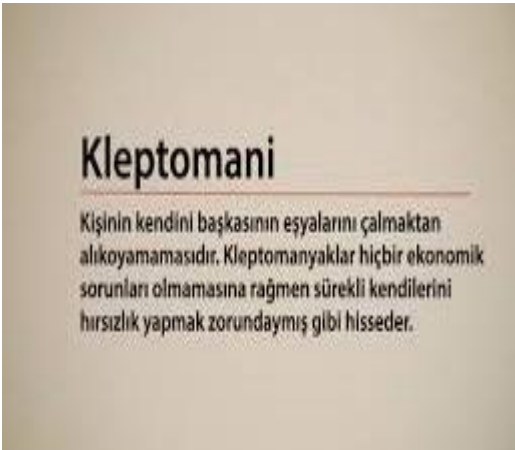 Kleptomani
Kişinin kendini başkasının eşyalarını çalmaktan
alıkoyamamasıdır. Kleptomanyaklar hiçbir ekonomik
sorunları olmamasına rağmen sürekli kendilerini
hırsızlık yapmak zorundaymış gibi hisseder.